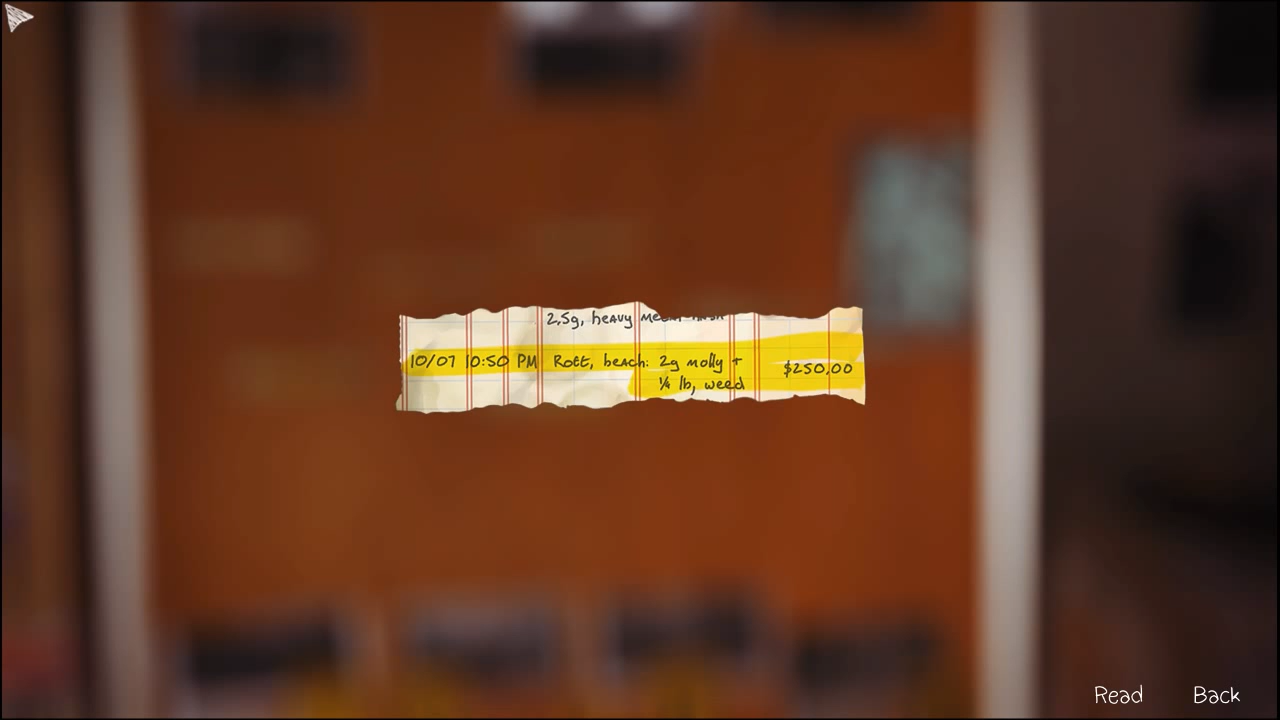 2.5g, heavy
10/07 10:50 PM Rott, beach: 2g molly + $250.00
1/4 lb, weed
Read Back